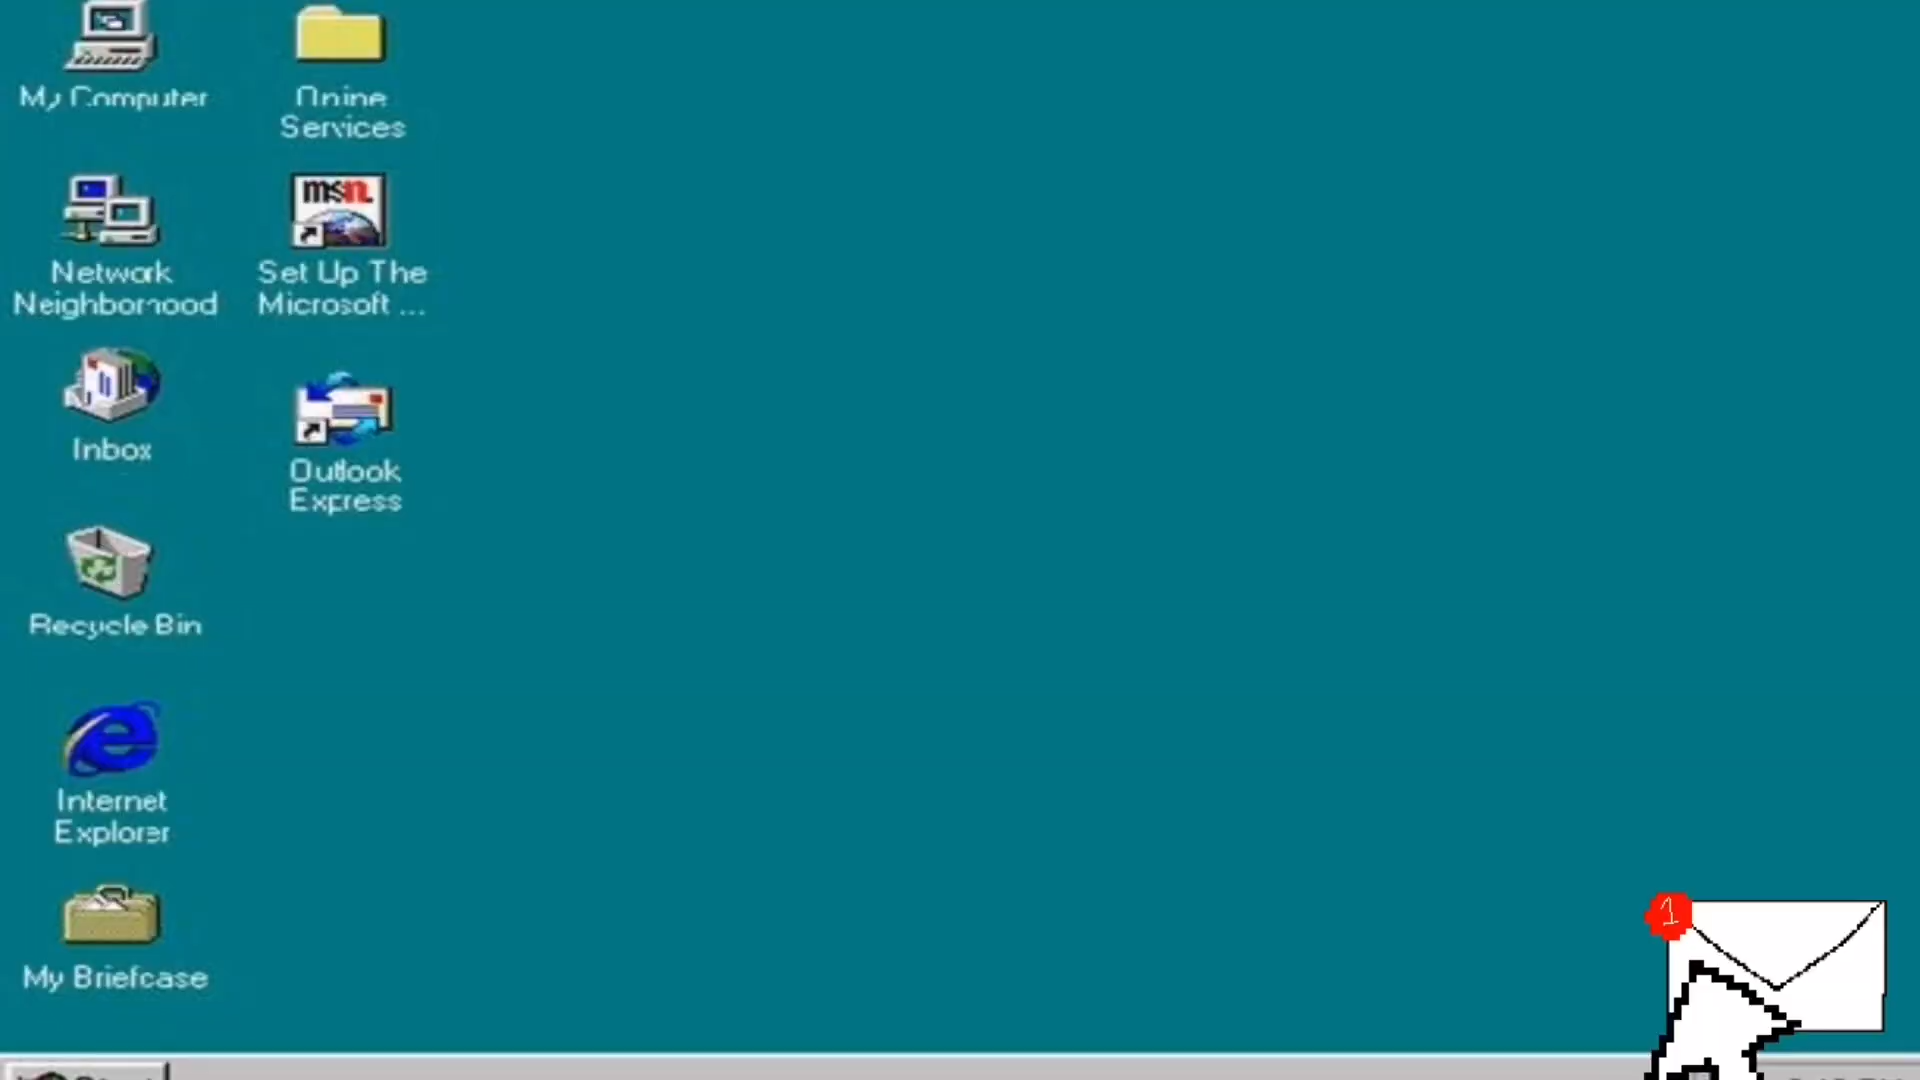 My Computer
Online
Services
msn.
Network
Neighborhood
Set Up The
Microsoft ...
Inbox
Outlook
Express
Recycle Bin
Internet
Explorer
My Briefcase
1